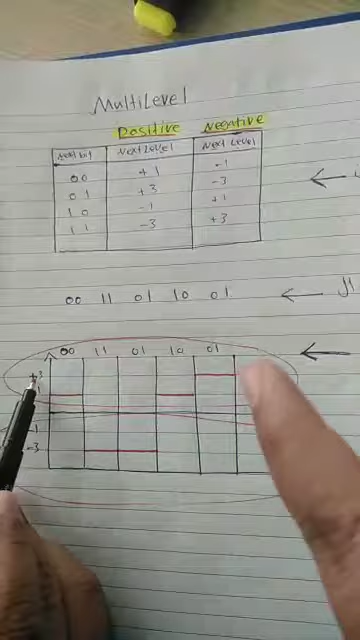 MultiLevel
Positive Negative
Next bit Next Level Next Level
00 +1 -1
01 +3 -3
10 -1 +1
11 -3 +3
00 11 01 10 01
00 11 01 10 01
+3
-1
-3